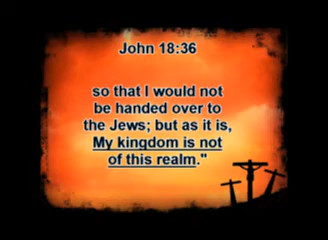 John 18:36
so that I would not
be handed over to
the Jews; but as it is,
My kingdom is not
of this realm."